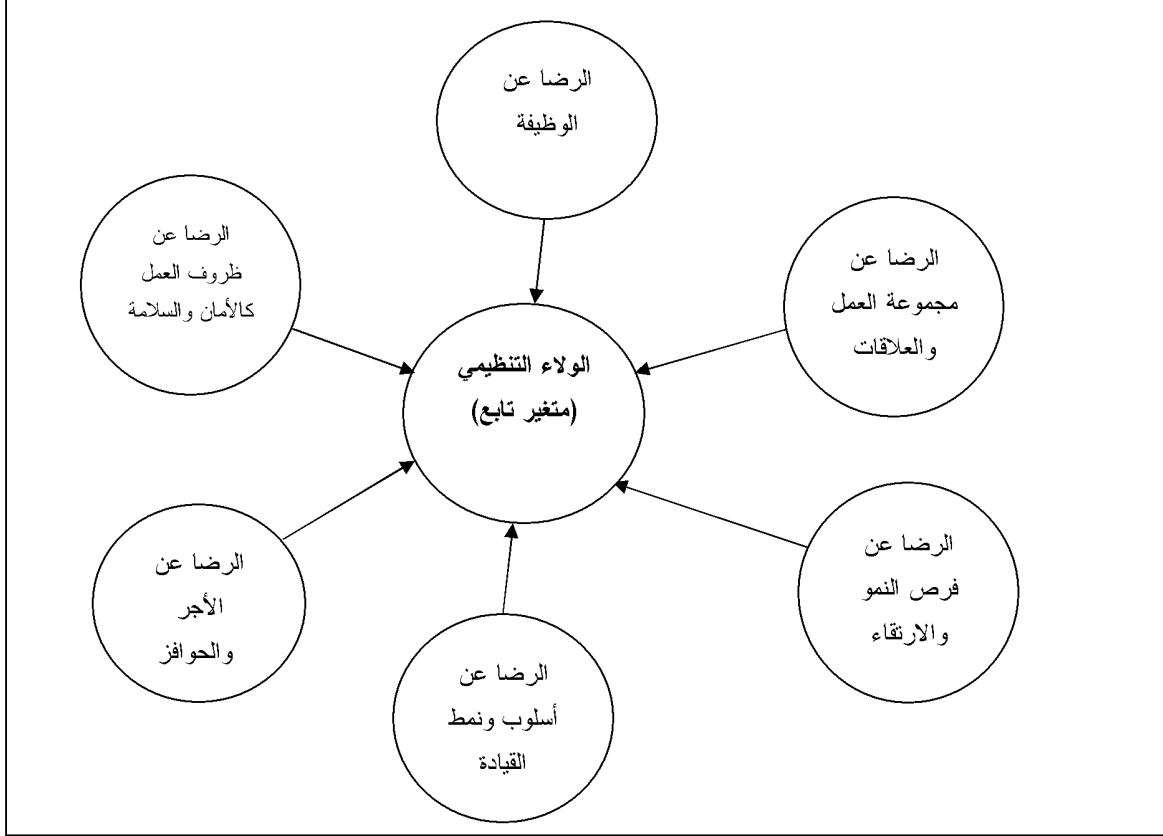 الرضا عن
الوظيفة
الرضا عن
مجموعة العمل
والعلاقات
الرضا عن
ظروف العمل
كالأمان والسلامة
الولاء التنظيمي
(متغير تابع)
الرضا عن
فرص النمو
والارتقاء
الرضا عن
الأجر
والحوافز
الرضا عن
أسلوب ونمط
القيادة